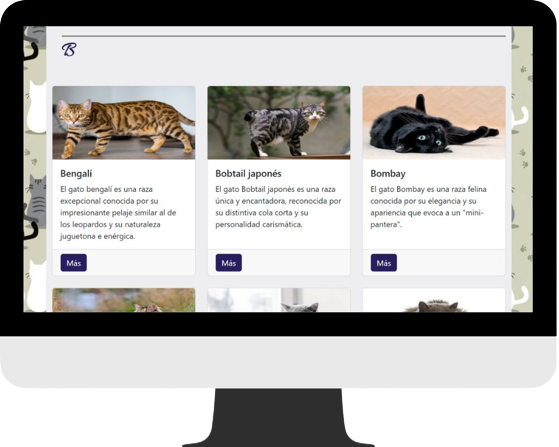 B
Bengalí
Bobtail japonés
Bombay
El gato bengalí es una raza
excepcional conocida por su
impresionante pelaje similar al de
los leopardos y su naturaleza
juguetona e enérgica.
El gato Bobtail japonés es una raza
única y encantadora, reconocida por
su distintiva cola corta y su
personalidad carismática.
El gato Bombay es una raza felina
conocida por su elegancia y su
apariencia que evoca a un "mini-
pantera".
Más
Más
Más